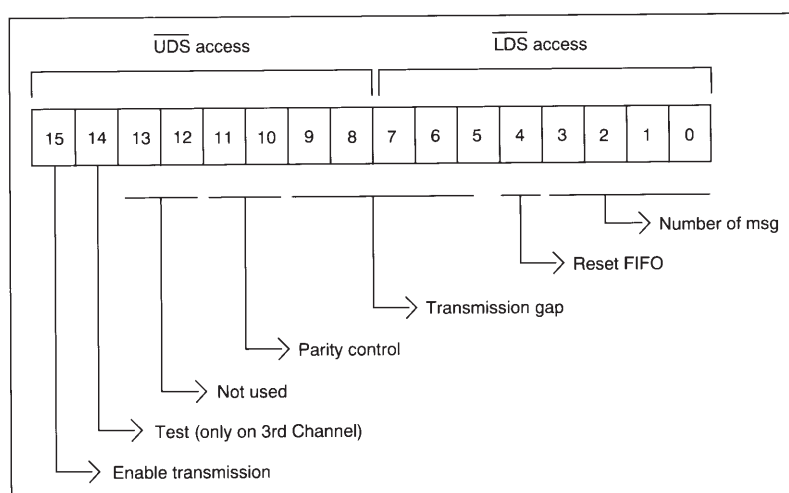 UDS access LDS access
15 14 13 12 11 10 9 8 7 6 5 4 3 2 1 0
Number of msg
Reset FIFO
Transmission gap
Parity control
Not used
Test (only on 3rd Channel)
Enable transmission